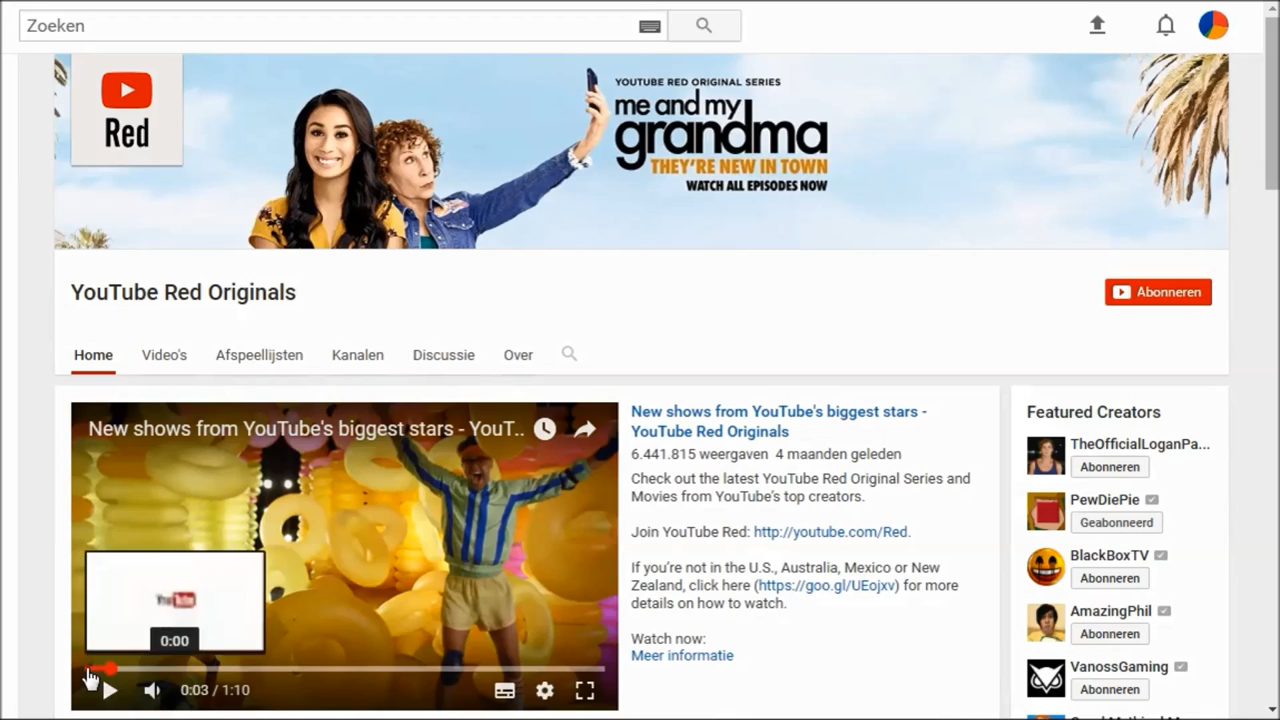 Zoeken
Red
YOUTUBE RED ORIGINAL SERIES
me and my
grandma
THEY'RE NEW IN TOWN
WATCH ALL EPISODES NOW
YouTube Red Originals
Abonneren
Home
Video's
Afspeellijsten
Kanalen
Discussie
Over
New shows from YouTube's biggest stars - YouT..
YouTube
0:00
0:03 / 1:10
New shows from YouTube's biggest stars -
YouTube Red Originals
6.441.815 weergaven 4 maanden geleden
Check out the latest YouTube Red Original Series and
Movies from YouTube's top creators.
Join YouTube Red: http://youtube.com/Red.
If you're not in the U.S., Australia, Mexico or New
Zealand, click here (https://goo.gl/UEojxv) for more
details on how to watch.
Watch now:
Meer informatie
Featured Creators
TheOfficialLoganPa...
Abonneren
PewDiePie
Geabonneerd
BlackBoxTV
Abonneren
AmazingPhil
Abonneren
VanossGaming
Abonneren